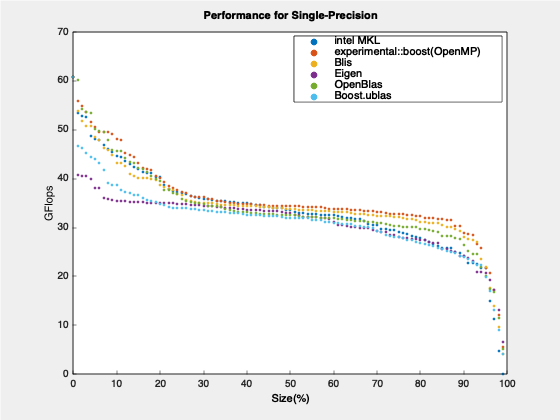 Performance for Single-Precision
intel MKL
experimental::boost(OpenMP)
Blis
Eigen
OpenBlas
Boost.ublas
70
60
50
40
30
20
10
0
GFlops
0 10 20 30 40 50 60 70 80 90 100
Size(%)